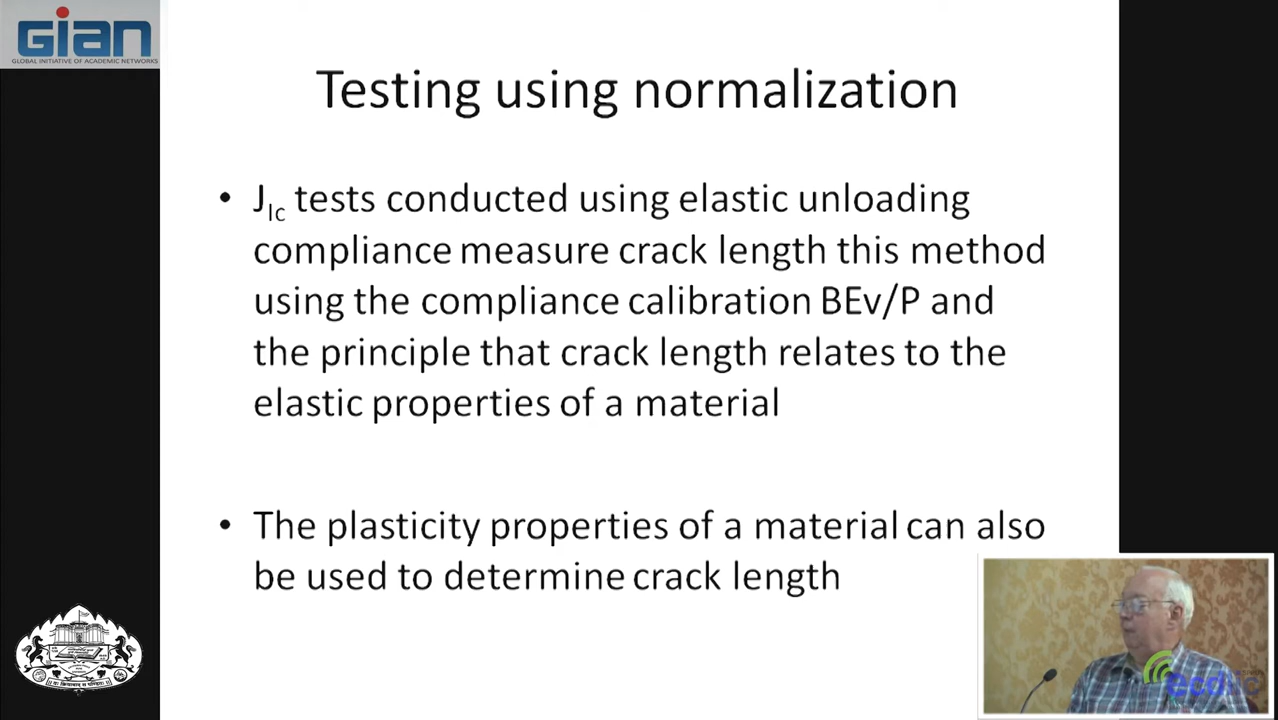 GIAN
GLOBAL INITIATIVE OF ACADEMIC NETWORKS
Testing using normalization
• JIc tests conducted using elastic unloading
compliance measure crack length this method
using the compliance calibration BEv/P and
the principle that crack length relates to the
elastic properties of a material
• The plasticity properties of a material can also
be used to determine crack length